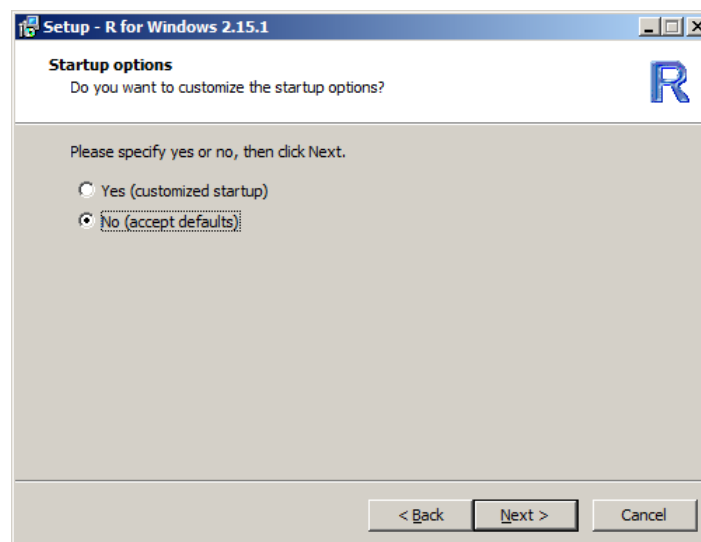 Setup - R for Windows 2.15.1
Startup options
Do you want to customize the startup options?
R
Please specify yes or no, then click Next.
Yes (customized startup)
No (accept defaults)
< Back
Next >
Cancel